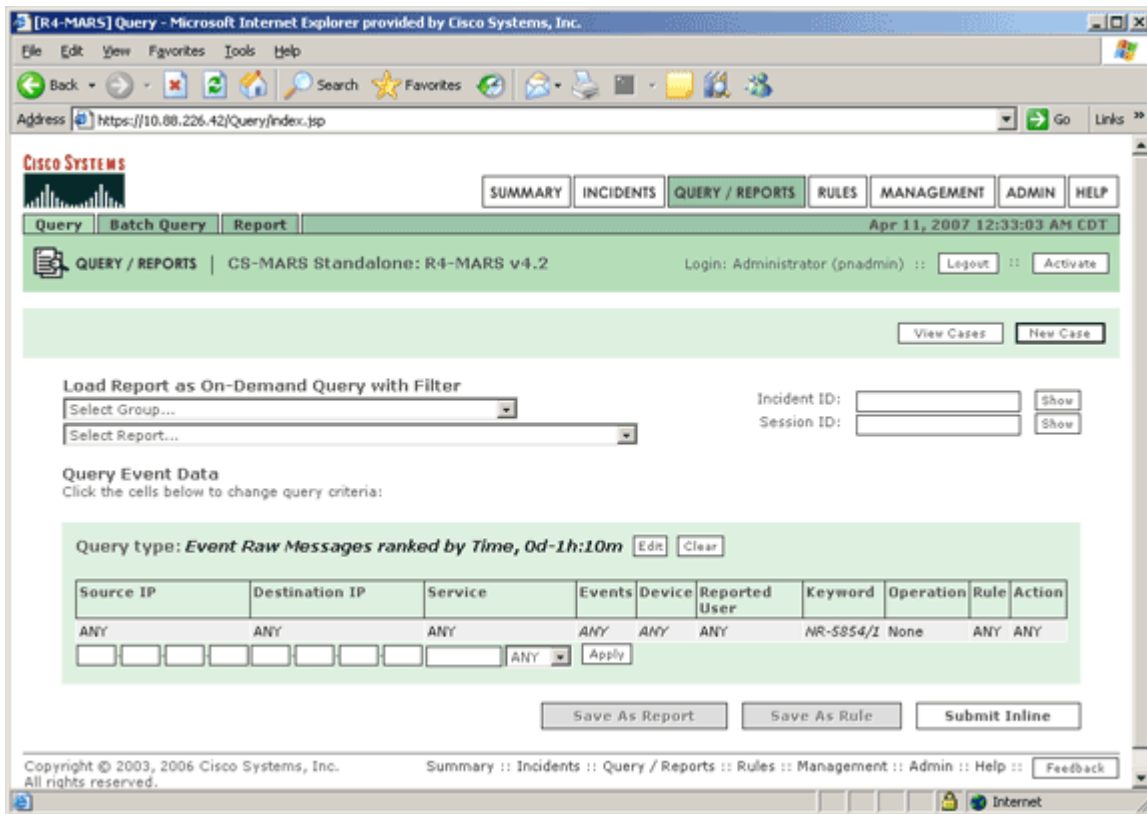 [R4-MARS] Query - Microsoft Internet Explorer provided by Cisco Systems, Inc.
File Edit View Favorites Tools Help
Back Search Favorites
Address https://10.88.226.42/Query/index.jsp Go Links »
CISCO SYSTEMS
SUMMARY INCIDENTS QUERY / REPORTS RULES MANAGEMENT ADMIN HELP
Query Batch Query Report Apr 11, 2007 12:33:03 AM CDT
QUERY / REPORTS | CS-MARS Standalone: R4-MARS v4.2 Login: Administrator (pnadmin) :: Logout :: Activate
View Cases New Case
Load Report as On-Demand Query with Filter
Select Group...
Select Report...
Incident ID: Show
Session ID: Show
Query Event Data
Click the cells below to change query criteria:
Query type: Event Raw Messages ranked by Time, 0d-1h:10m Edit Clear
Source IP Destination IP Service Events Device Reported User Keyword Operation Rule Action
ANY ANY ANY ANY ANY ANY NR-5854/1 None ANY ANY
ANY Apply
Save As Report Save As Rule Submit Inline
Copyright © 2003, 2006 Cisco Systems, Inc. Summary :: Incidents :: Query / Reports :: Rules :: Management :: Admin :: Help :: Feedback
All rights reserved.
Internet